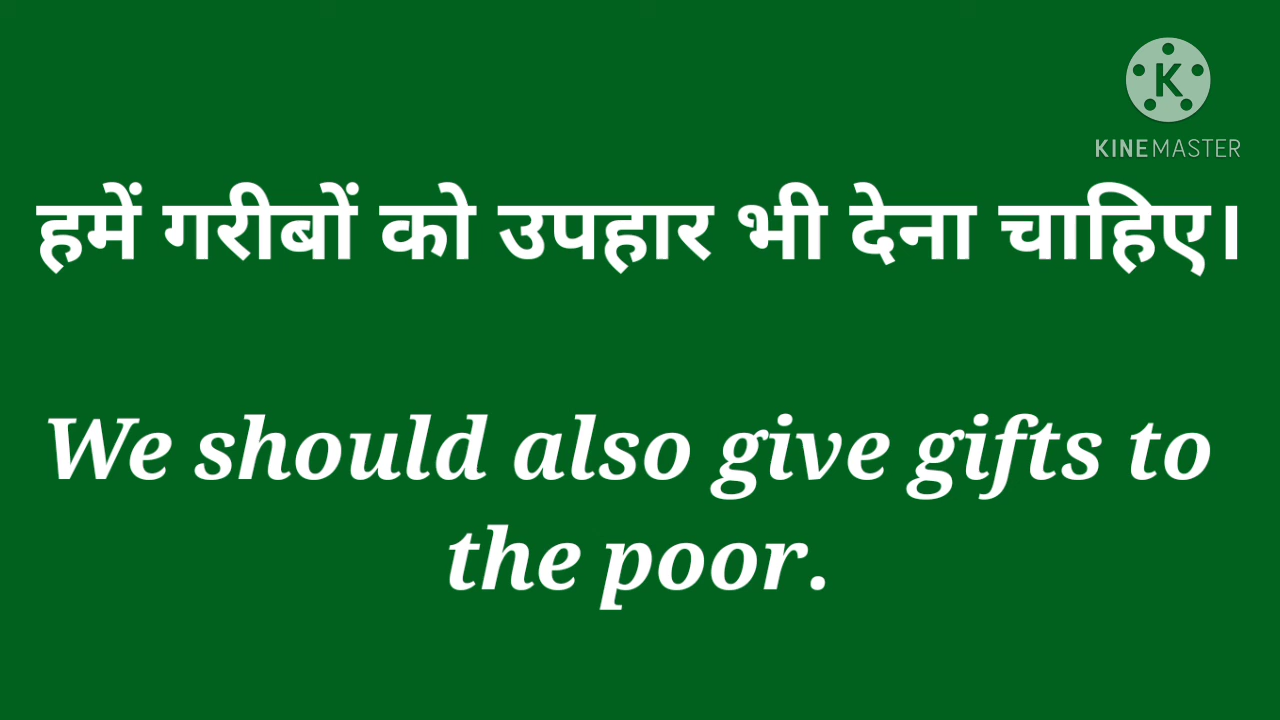 K
KINEMASTER
हमें गरीबों को उपहार भी देना चाहिए।
We should also give gifts to
the poor.